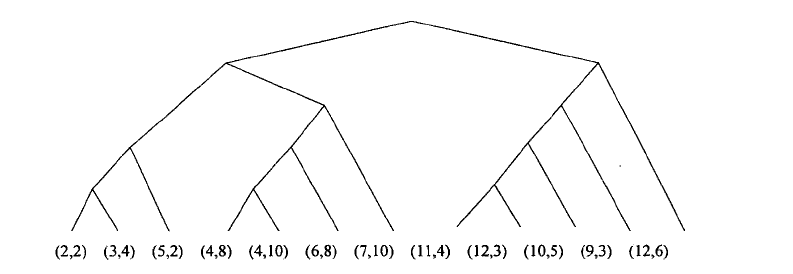 (2,2) (3,4) (5,2) (4,8) (4,10) (6,8) (7,10) (11,4) (12,3) (10,5) (9,3) (12,6)